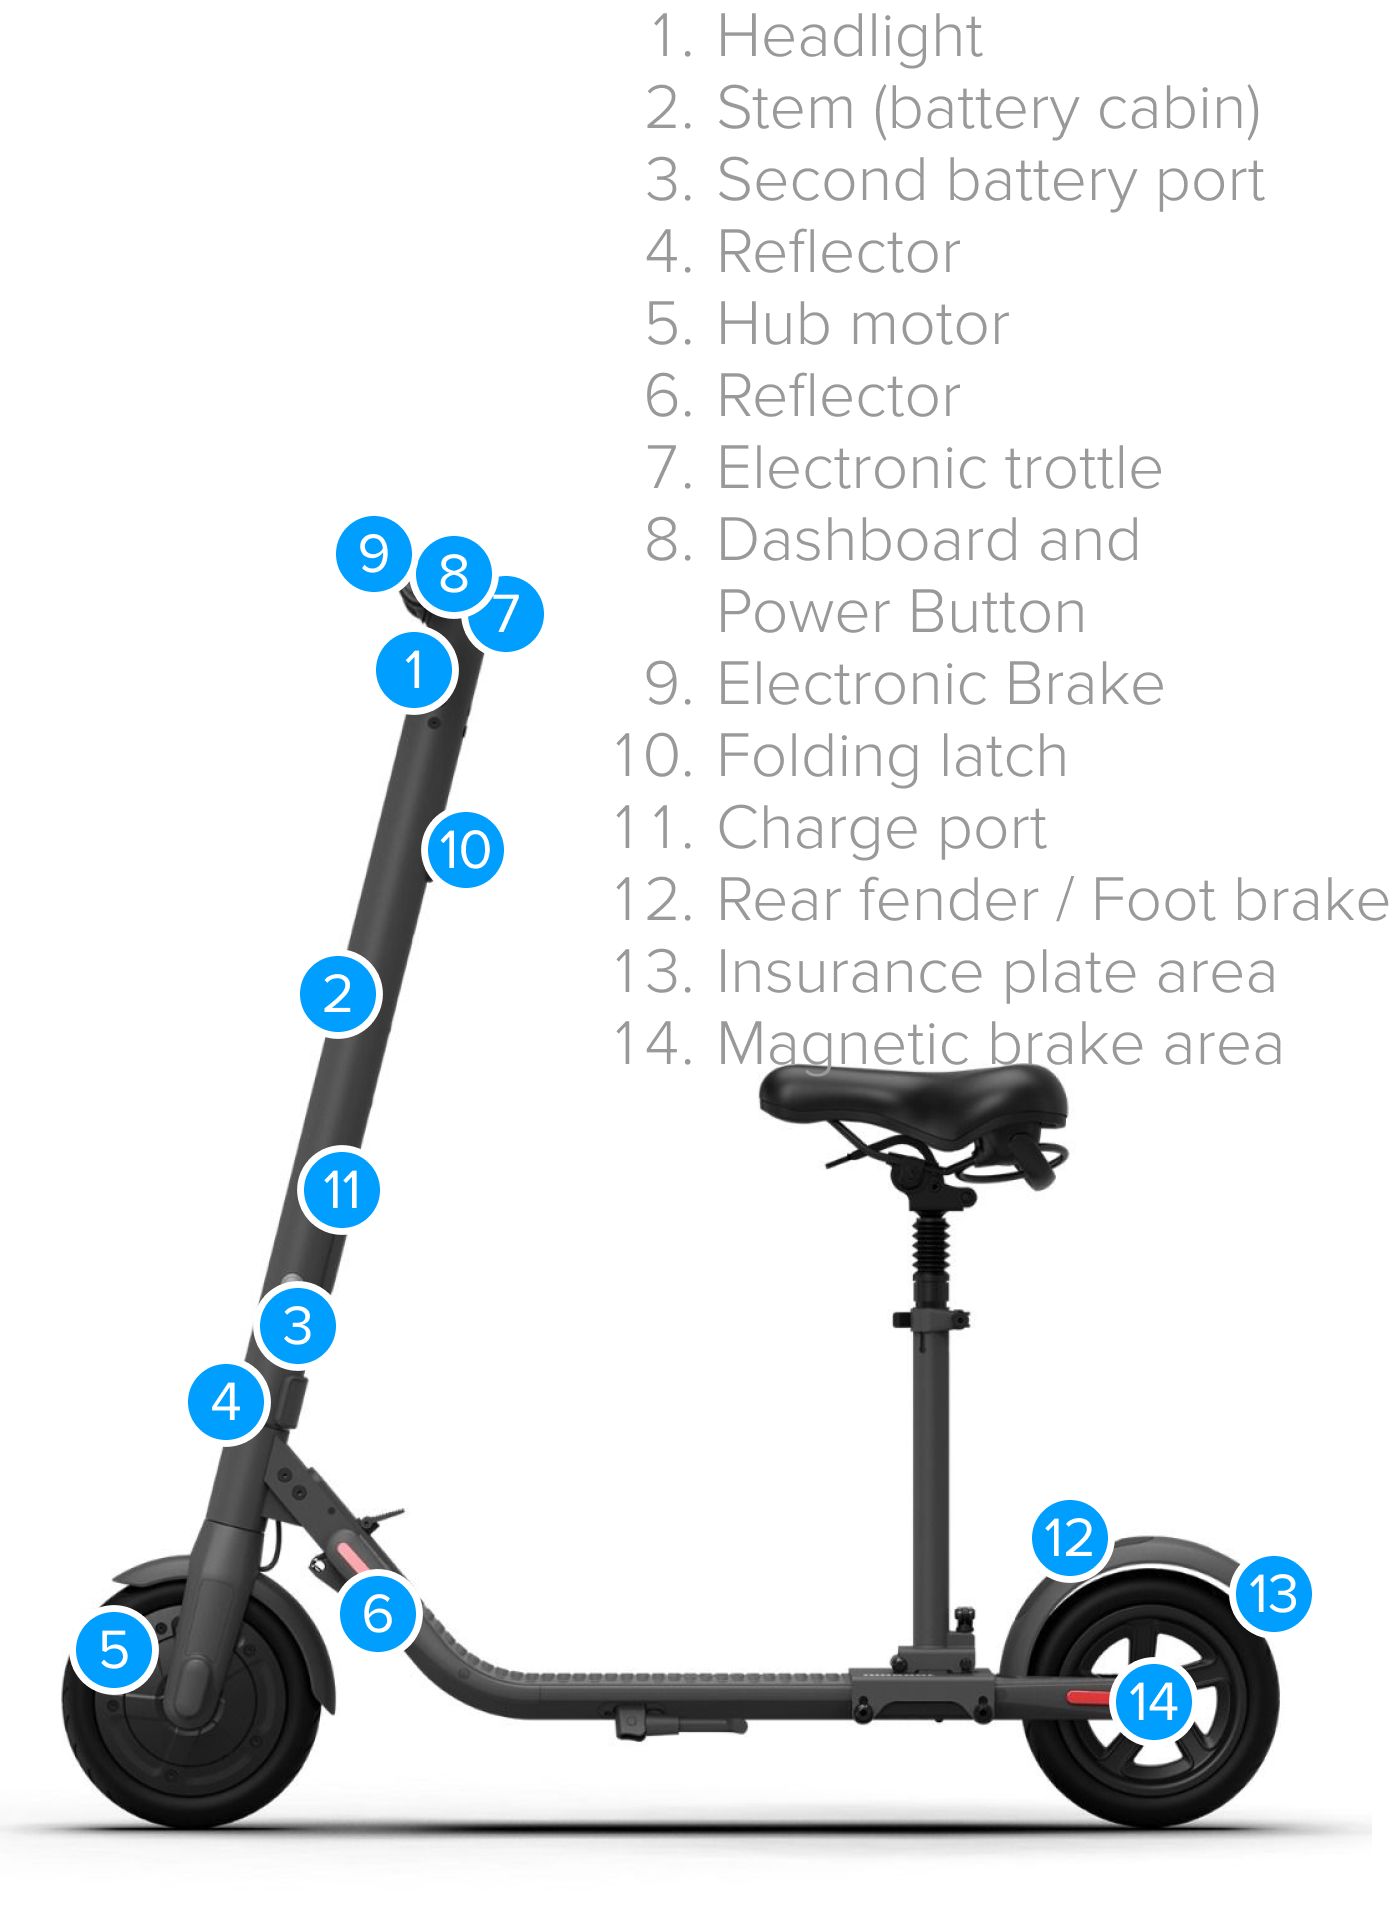 1. Headlight
2. Stem (battery cabin)
3. Second battery port
4. Reflector
5. Hub motor
6. Reflector
7. Electronic trottle
8. Dashboard and
Power Button
9. Electronic Brake
10. Folding latch
11. Charge port
12. Rear fender / Foot brake
13. Insurance plate area
14. Magnetic brake area
9
8
7
1
10
2
11
3
4
12
13
6
5
14